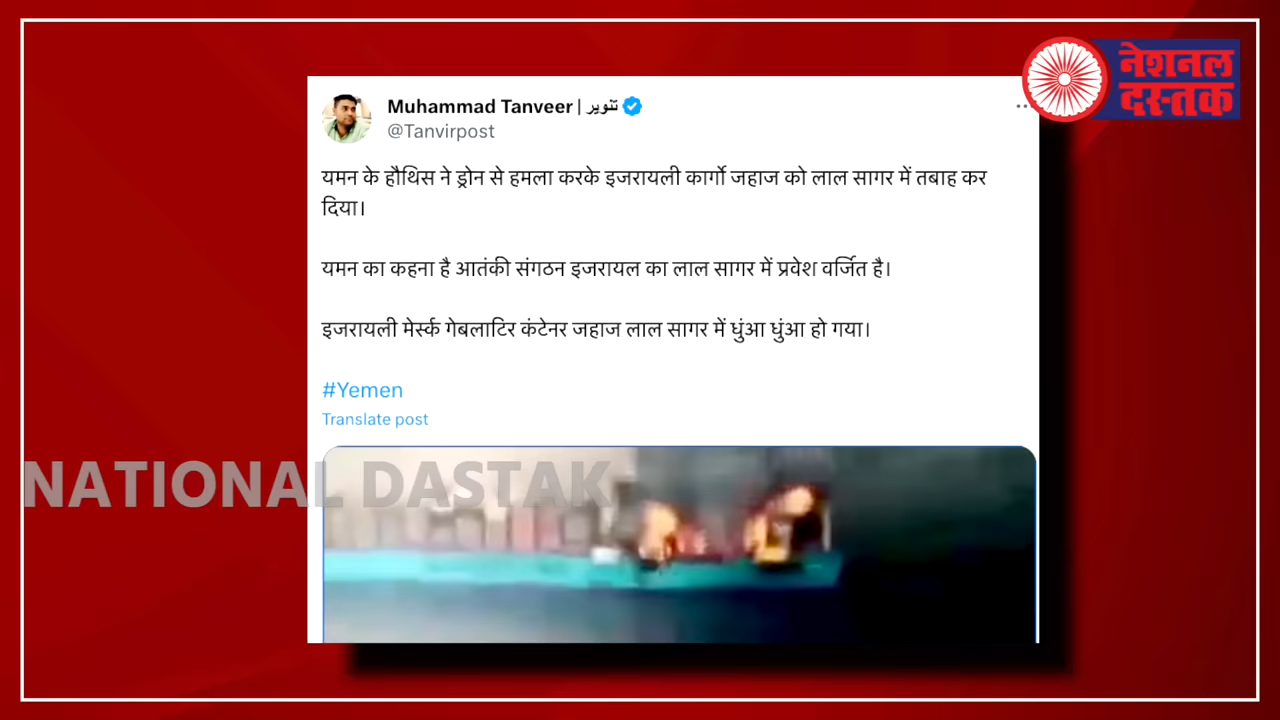 नेशनल
दस्तक
Muhammad Tanveer | تنویر
@Tanvirpost
यमन के हौथिस ने ड्रोन से हमला करके इजरायली कार्गो जहाज को लाल सागर में तबाह कर
दिया।
यमन का कहना है आतंकी संगठन इजरायल का लाल सागर में प्रवेश वर्जित है।
इजरायली मेर्स्क गेबलाटिर कंटेनर जहाज लाल सागर में धुंआ धुंआ हो गया।
#Yemen
Translate post
NATIONAL DASTAK